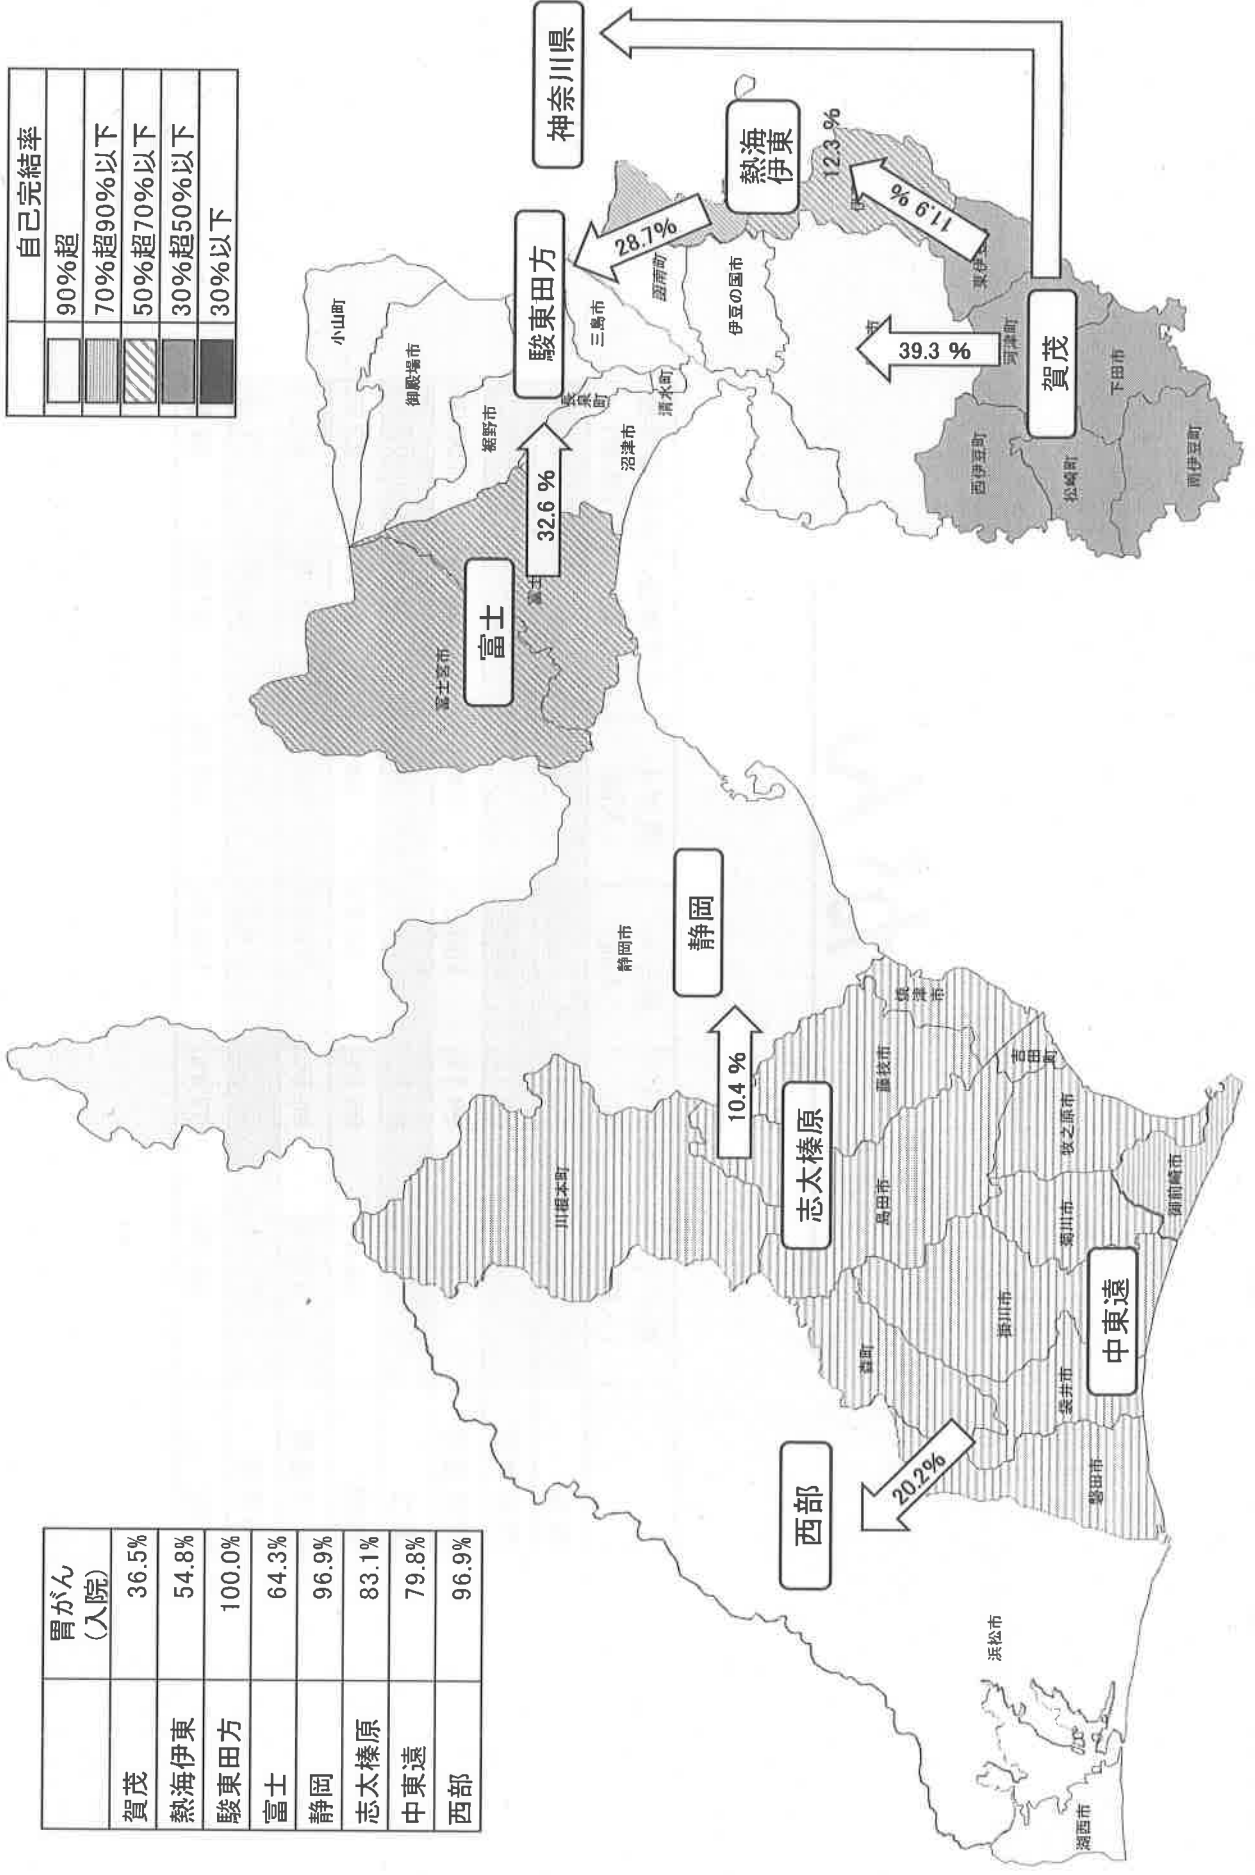 胃がん
(入院)
賀茂 36.5%
熱海伊東 54.8%
駿東田方 100.0%
富士 64.3%
静岡 96.9%
志太榛原 83.1%
中東遠 79.8%
西部 96.9%
自己完結率
90%超
70%超90%以下
50%超70%以下
30%超50%以下
30%以下
神奈川県
駿東田方
熱海
伊東
賀茂
富士
静岡
志太榛原
中東遠
西部
12.3 %
11.9 %
28.7%
39.3 %
32.6 %
10.4 %
20.2%
小山町
御殿場市
裾野市
長泉町
三島市
清水町
函南町
沼津市
伊豆の国市
市
東伊豆
河津町
下田市
南伊豆町
松崎町
西伊豆町
富士宮市
富士
静岡市
川根本町
藤枝市
焼津市
島田市
吉田町
牧之原市
御前崎市
菊川市
掛川市
森町
袋井市
磐田市
浜松市
湖西市